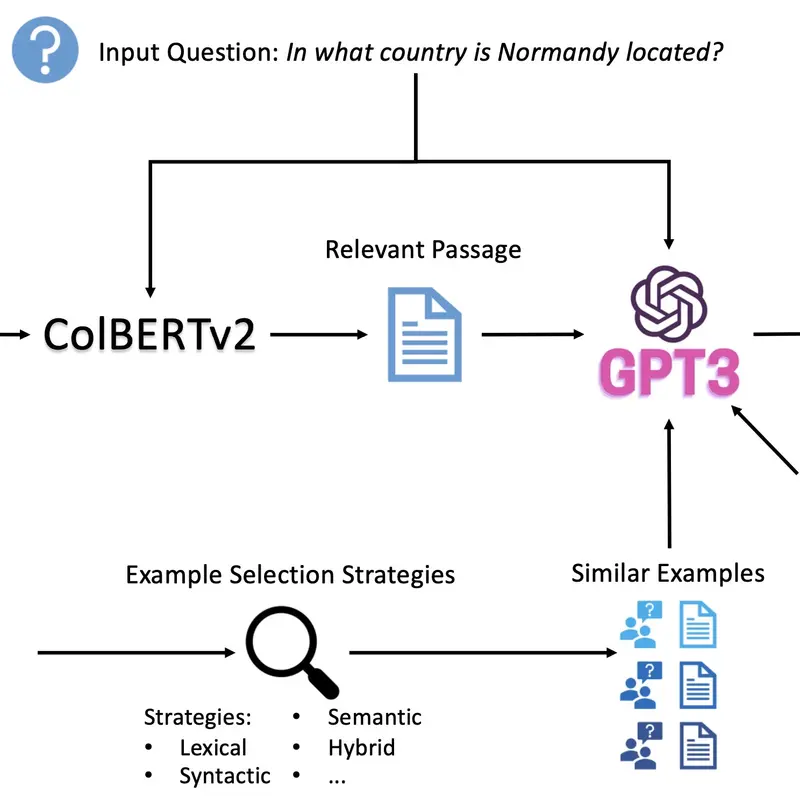 Input Question: In what country is Normandy located?
Relevant Passage
ColBERTv2
GPT3
Example Selection Strategies
Similar Examples
?
?
?
?
Strategies:
• Lexical
• Syntactic
• Semantic
• Hybrid
• ...